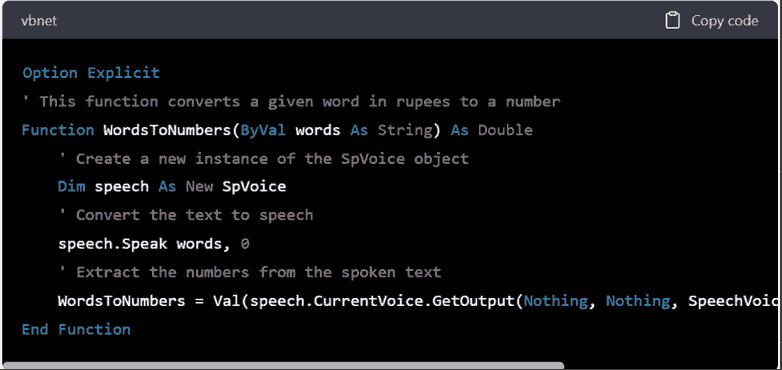 vbnet
Copy code
Option Explicit
' This function converts a given word in rupees to a number
Function WordsToNumbers(ByVal words As String) As Double
' Create a new instance of the SpVoice object
Dim speech As New SpVoice
' Convert the text to speech
speech.Speak words, 0
' Extract the numbers from the spoken text
WordsToNumbers = Val(speech.CurrentVoice.GetOutput(Nothing, Nothing, SpeechVoic
End Function